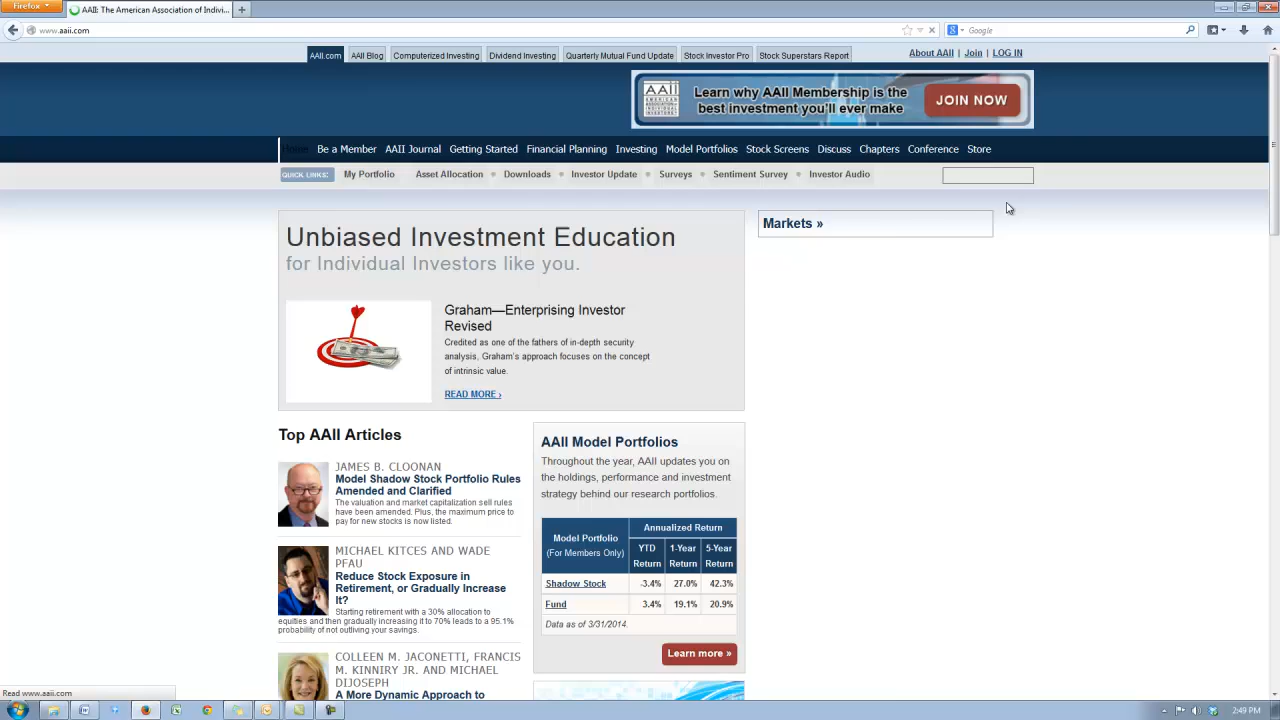 Firefox
AAII: The American Association of Indivi...
www.aaii.com
Google
AAII.com
AAII Blog
Computerized Investing
Dividend Investing
Quarterly Mutual Fund Update
Stock Investor Pro
Stock Superstars Report
About AAII | Join | LOG IN
AAII
AMERICAN
ASSOCIATION OF
INDIVIDUAL
INVESTORS
Learn why AAII Membership is the
best investment you'll ever make
JOIN NOW
Home
Be a Member
AAII Journal
Getting Started
Financial Planning
Investing
Model Portfolios
Stock Screens
Discuss
Chapters
Conference
Store
QUICK LINKS:
My Portfolio
Asset Allocation
Downloads
Investor Update
Surveys
Sentiment Survey
Investor Audio
Unbiased Investment Education
for Individual Investors like you.
Markets »
Graham—Enterprising Investor
Revised
Credited as one of the fathers of in-depth security
analysis, Graham's approach focuses on the concept
of intrinsic value.
READ MORE ›
Top AAII Articles
JAMES B. CLOONAN
Model Shadow Stock Portfolio Rules
Amended and Clarified
The valuation and market capitalization sell rules
have been amended. Plus, the maximum price to
pay for new stocks is now listed.
MICHAEL KITCES AND WADE
PFAU
Reduce Stock Exposure in
Retirement, or Gradually Increase
It?
Starting retirement with a 30% allocation to
equities and then gradually increasing it to 70% leads to a 95.1%
probability of not outliving your savings.
COLLEEN M. JACONETTI, FRANCIS
M. KINNIRY JR. AND MICHAEL
DIJOSEPH
A More Dynamic Approach to
AAII Model Portfolios
Throughout the year, AAII updates you on
the holdings, performance and investment
strategy behind our research portfolios.
Model Portfolio
(For Members Only)
Annualized Return
YTD Return
1-Year Return
5-Year Return
Shadow Stock -3.4% 27.0% 42.3%
Fund 3.4% 19.1% 20.9%
Data as of 3/31/2014.
Learn more »
Read www.aaii.com
2:49 PM